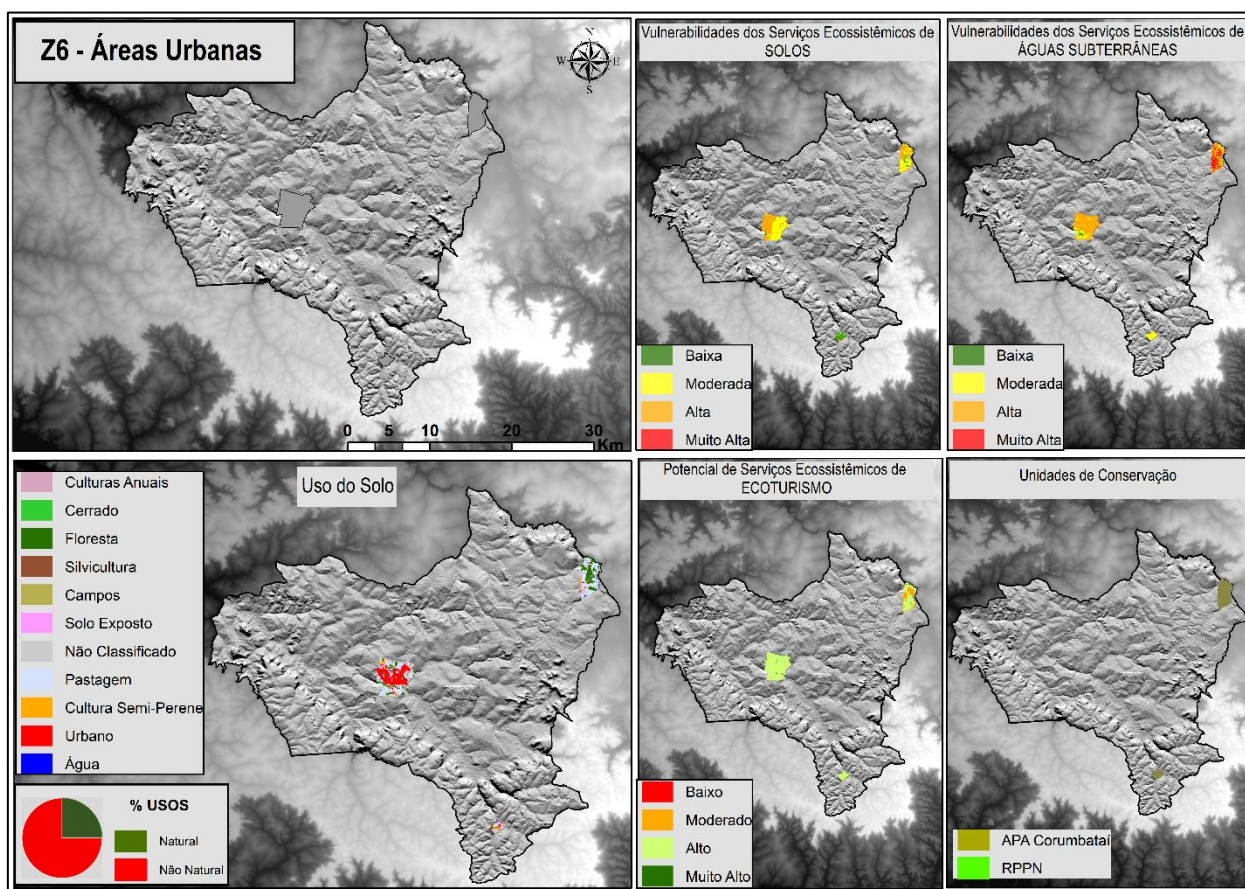 Z6 - Áreas Urbanas
N
W
E
S
0
5
10
20
30
Km
Vulnerabilidades dos Serviços Ecossistêmicos de
SOLOS
Baixa
Moderada
Alta
Muito Alta
Vulnerabilidades dos Serviços Ecossistêmicos de
ÁGUAS SUBTERRÂNEAS
Baixa
Moderada
Alta
Muito Alta
Uso do Solo
Culturas Anuais
Cerrado
Floresta
Silvicultura
Campos
Solo Exposto
Não Classificado
Pastagem
Cultura Semi-Perene
Urbano
Água
% USOS
Natural
Não Natural
Potencial de Serviços Ecossistêmicos de
ECOTURISMO
Baixo
Moderado
Alto
Muito Alto
Unidades de Conservação
APA Corumbataí
RPPN